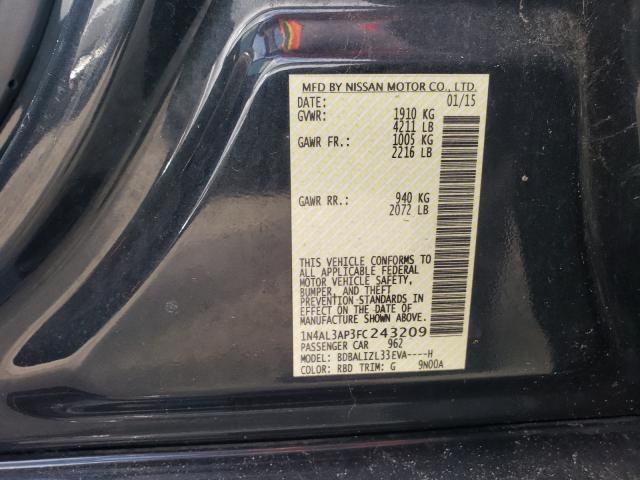 MFD BY NISSAN MOTOR CO., LTD.
DATE: 01/15
GVWR: 1910 KG
4211 LB
GAWR FR.: 1005 KG
2216 LB
GAWR RR.: 940 KG
2072 LB
THIS VEHICLE CONFORMS TO
ALL APPLICABLE FEDERAL
MOTOR VEHICLE SAFETY,
BUMPER, AND THEFT
PREVENTION STANDARDS IN
EFFECT ON THE DATE OF
MANUFACTURE SHOWN ABOVE.
1N4AL3AP3FC243209
PASSENGER CAR 962
MODEL: BDBALIZL33EVA----H
COLOR: RBD TRIM: G 9N00A